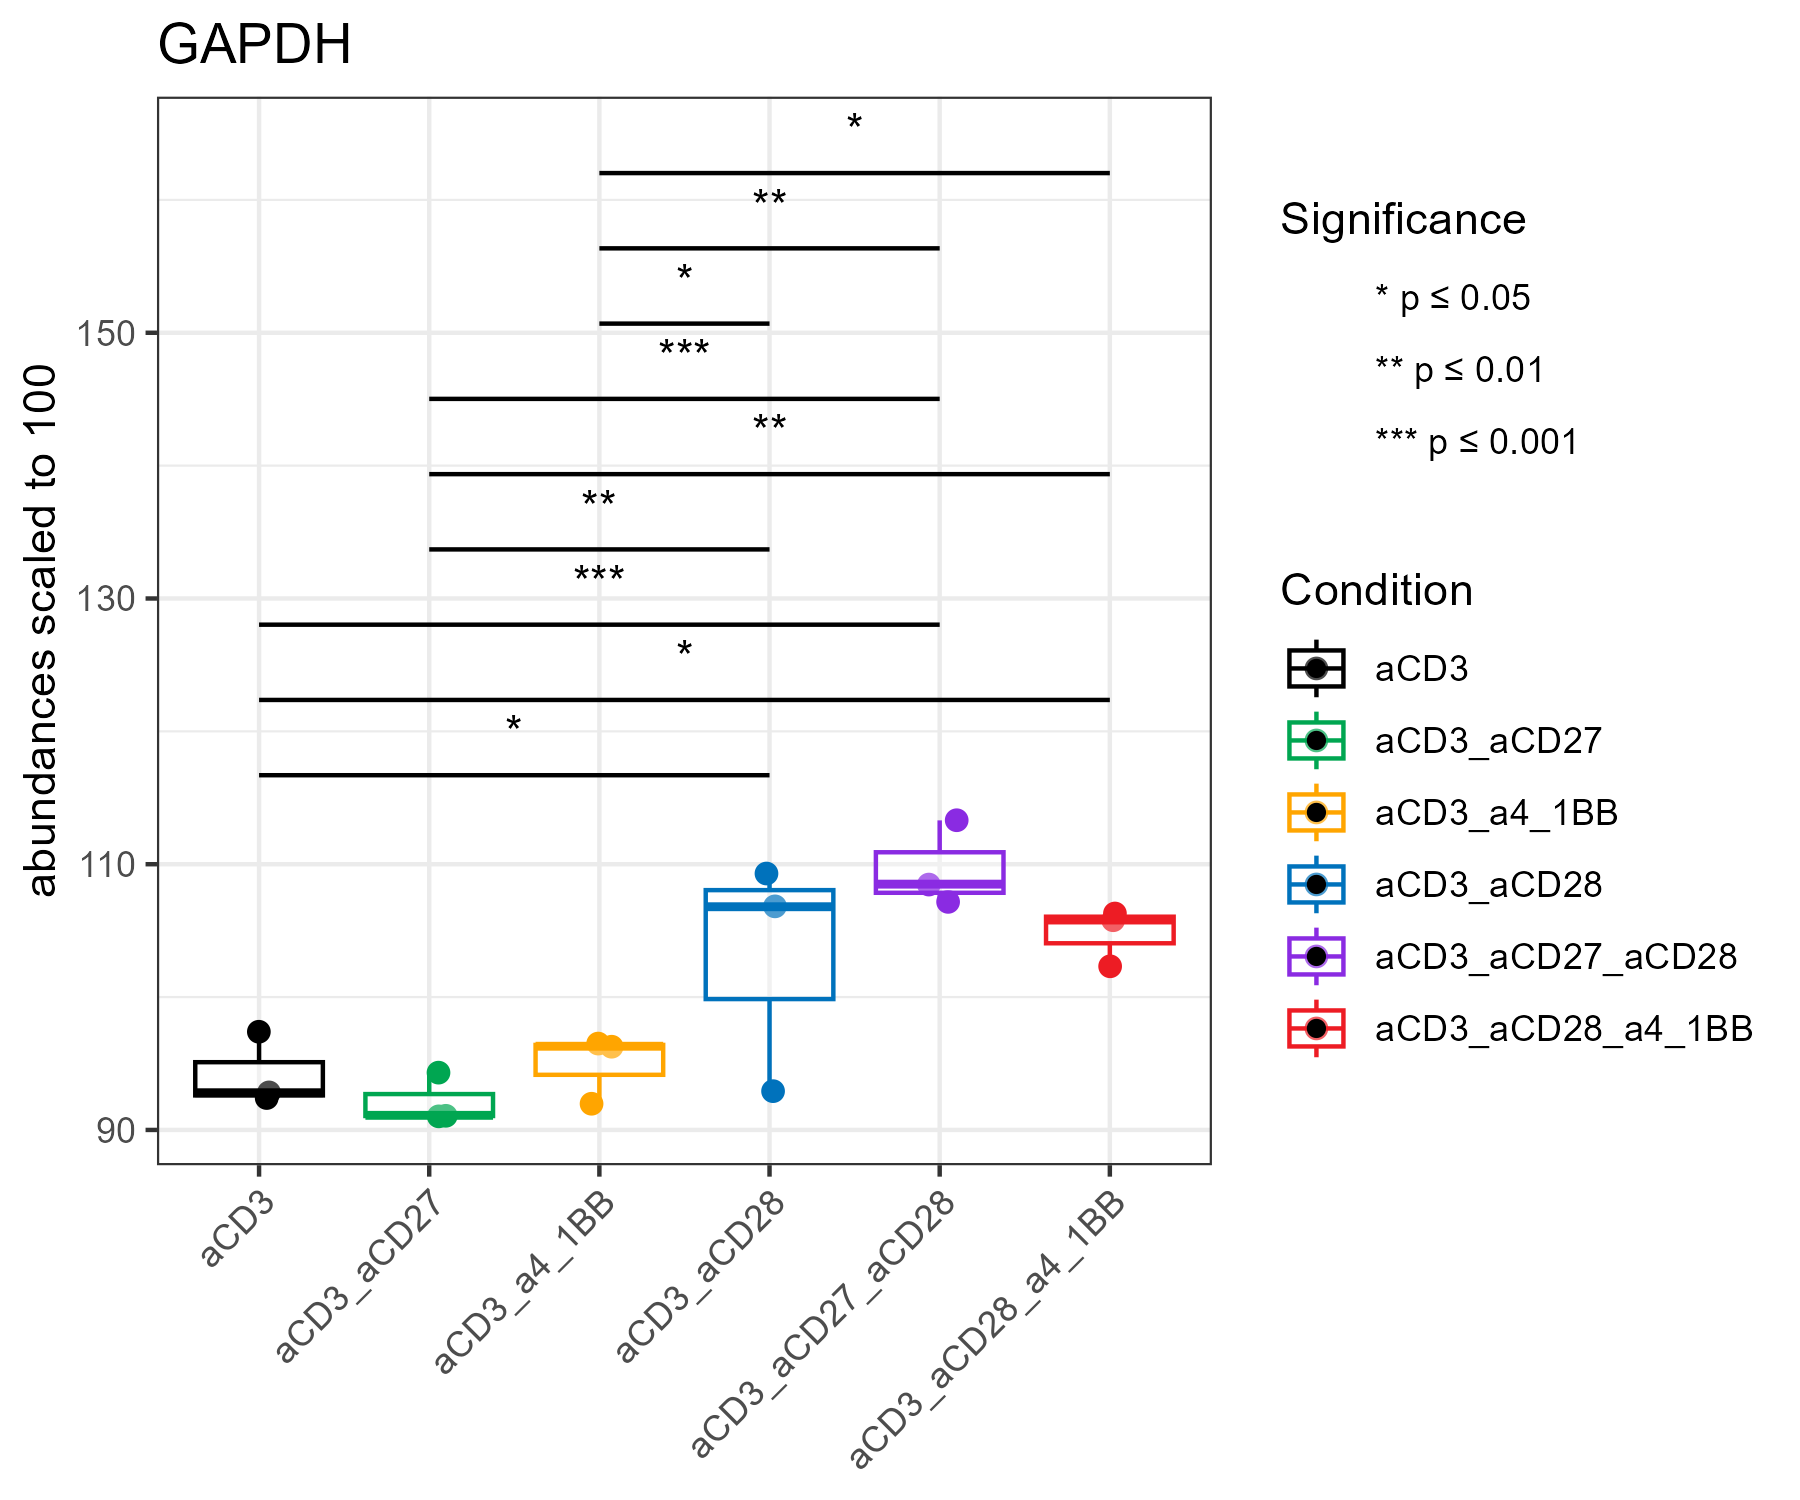 GAPDH
*
**
*
***
**
**
***
*
*
abundances scaled to 100
150
130
110
90
aCD3
aCD3_aCD27
aCD3_a4_1BB
aCD3_aCD28
aCD3_aCD27_aCD28
aCD3_aCD28_a4_1BB
Significance
* p ≤ 0.05
** p ≤ 0.01
*** p ≤ 0.001
Condition
aCD3
aCD3_aCD27
aCD3_a4_1BB
aCD3_aCD28
aCD3_aCD27_aCD28
aCD3_aCD28_a4_1BB